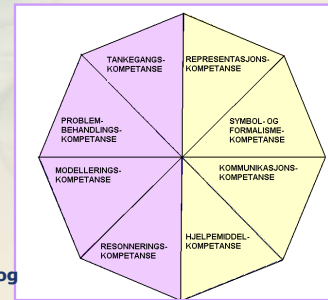 TANKEGANGS-
KOMPETANSE
REPRESENTASJONS-
KOMPETANSE
PROBLEM-
BEHANDLINGS-
KOMPETANSE
SYMBOL- OG
FORMALISME-
KOMPETANSE
MODELLERINGS-
KOMPETANSE
KOMMUNIKASJONS-
KOMPETANSE
RESONNERINGS-
KOMPETANSE
HJELPEMIDDEL-
KOMPETANSE
og